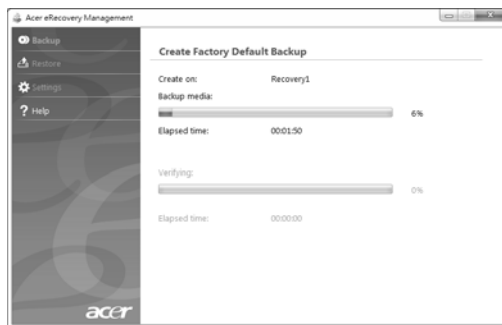 Acer eRecovery Management
Backup
Restore
Settings
Help
Create Factory Default Backup
Create on: Recovery1
Backup media:
6%
Elapsed time: 00:01:50
Verifying:
0%
Elapsed time: 00:00:00
acer